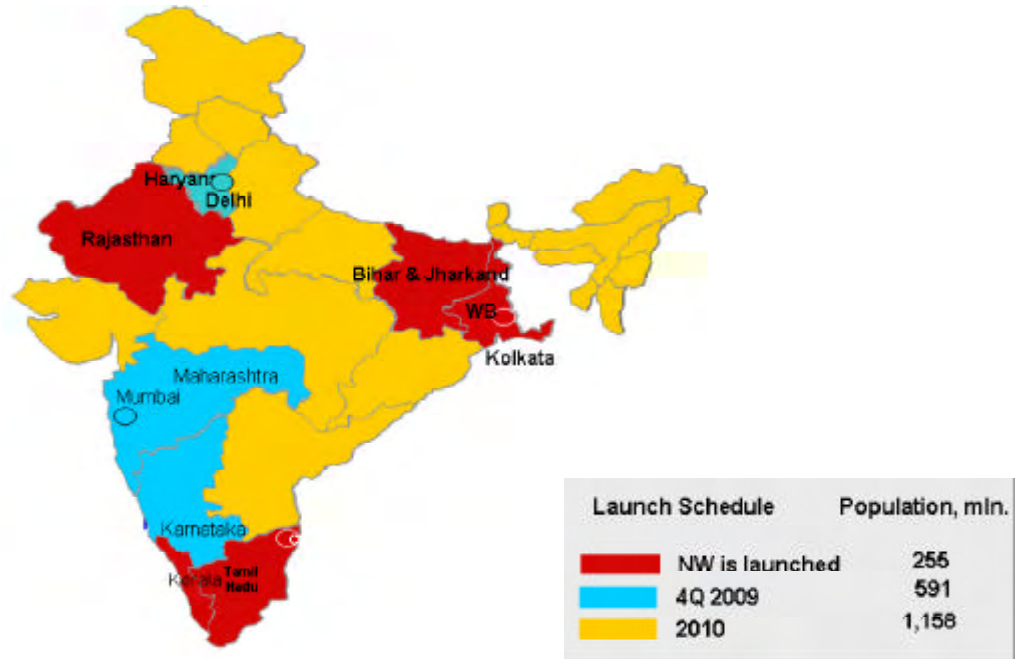 Haryana
Delhi
Rajasthan
Bihar & Jharkand
WB
Kolkata
Maharashtra
Mumbai
Karnataka
Kerala
Tamil
Nadu
Launch Schedule Population, mln.
NW is launched 255
4Q 2009 591
2010 1,158